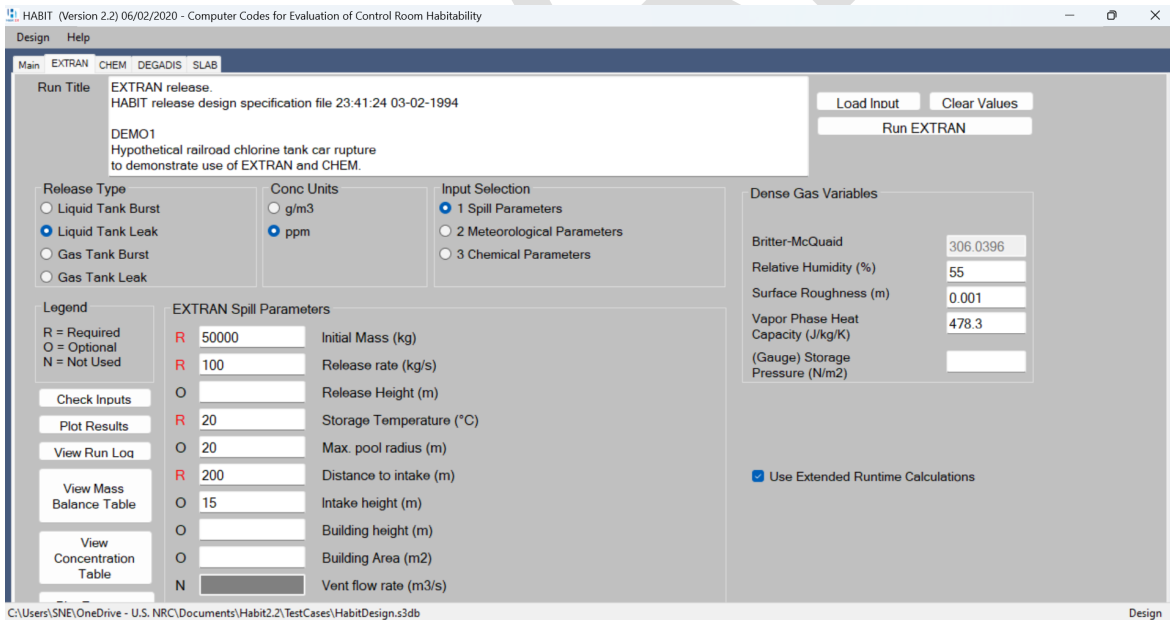 HABIT (Version 2.2) 06/02/2020 - Computer Codes for Evaluation of Control Room Habitability
Design Help
Main EXTRAN CHEM DEGADIS SLAB
Run Title
EXTRAN release.
HABIT release design specification file 23:41:24 03-02-1994
DEMO1
Hypothetical railroad chlorine tank car rupture
to demonstrate use of EXTRAN and CHEM.
Load Input Clear Values
Run EXTRAN
Release Type
Liquid Tank Burst
Liquid Tank Leak
Gas Tank Burst
Gas Tank Leak
Conc Units
g/m3
ppm
Input Selection
1 Spill Parameters
2 Meteorological Parameters
3 Chemical Parameters
Dense Gas Variables
Britter-McQuaid 306.0396
Relative Humidity (%) 55
Surface Roughness (m) 0.001
Vapor Phase Heat
Capacity (J/kg/K) 478.3
(Gauge) Storage
Pressure (N/m2)
Use Extended Runtime Calculations
Legend
R = Required
O = Optional
N = Not Used
Check Inputs
Plot Results
View Run Log
View Mass
Balance Table
View
Concentration
Table
EXTRAN Spill Parameters
R 50000 Initial Mass (kg)
R 100 Release rate (kg/s)
O Release Height (m)
R 20 Storage Temperature (°C)
O 20 Max. pool radius (m)
R 200 Distance to intake (m)
O 15 Intake height (m)
O Building height (m)
O Building Area (m2)
N Vent flow rate (m3/s)
C:\Users\SNE\OneDrive - U.S. NRC\Documents\Habit2.2\TestCases\HabitDesign.s3db
Design